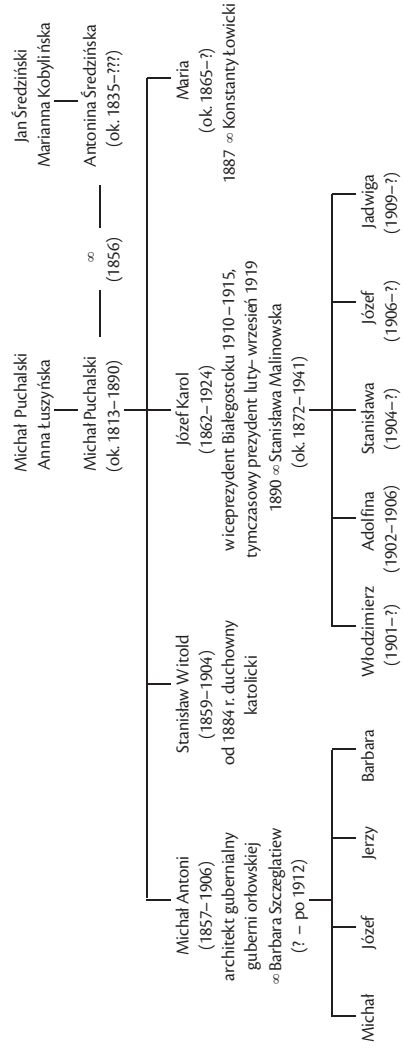 Michał Puchalski
Anna Łuszyńska
Jan Średziński
Marianna Kobylińska
Michał Puchalski
(ok. 1813–1890)
∞
(1856)
Antonina Średzińska
(ok. 1835–???)
Michał Antoni
(1857–1906)
architekt gubernialny
guberni orłowskiej
∞ Barbara Szczeglatiew
(? – po 1912)
Stanisław Witold
(1859–1904)
od 1884 r. duchowny
katolicki
Józef Karol
(1862–1924)
wiceprezydent Białegostoku 1910–1915,
tymczasowy prezydent luty–wrzesień 1919
1890 ∞ Stanisława Malinowska
(ok. 1872–1941)
Maria
(ok. 1865–?)
1887 ∞ Konstanty Łowicki
Michał
Józef
Jerzy
Barbara
Włodzimierz
(1901–?)
Adolfina
(1902–1906)
Stanisława
(1904–?)
Józef
(1906–?)
Jadwiga
(1909–?)